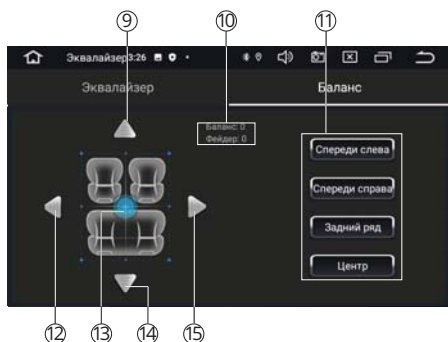 ⑨ ⑩ ⑪
Эквалайзер3:26
Эквалайзер Баланс
Баланс: 0
Фейдер: 0
Спереди слева
Спереди справа
Задний ряд
Центр
⑫ ⑬ ⑭ ⑮